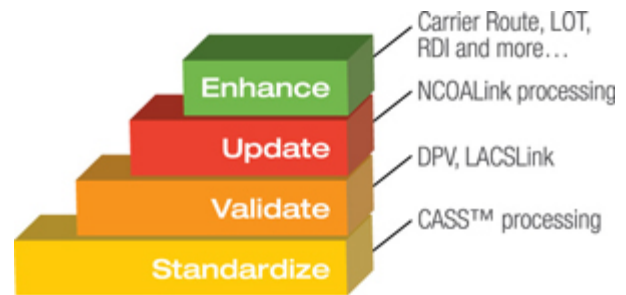 Carrier Route, LOT,
RDI and more…
Enhance
NCOALink processing
Update
DPV, LACSLink
Validate
CASS™ processing
Standardize